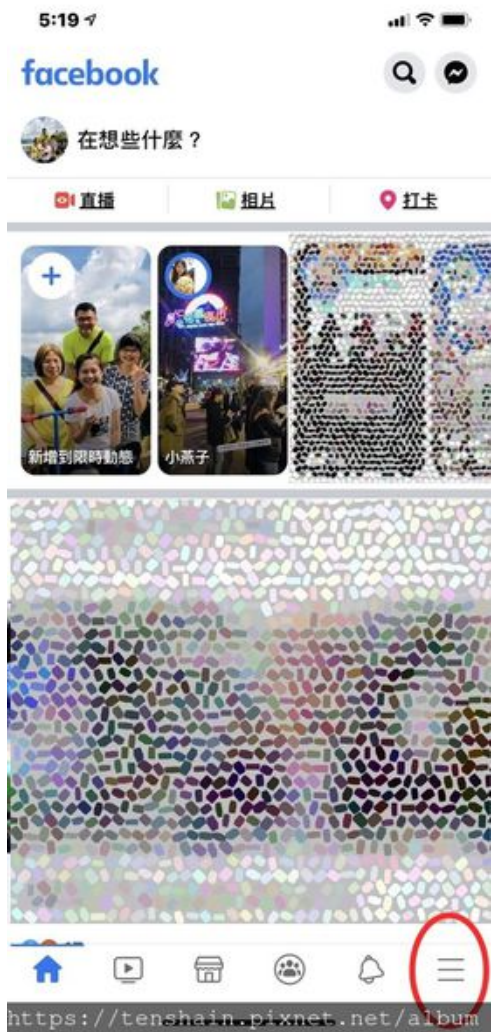 5:19
facebook
在想些什麼？
直播
相片
打卡
新增到限時動態
小燕子
https://tenshain.pixnet.net/album